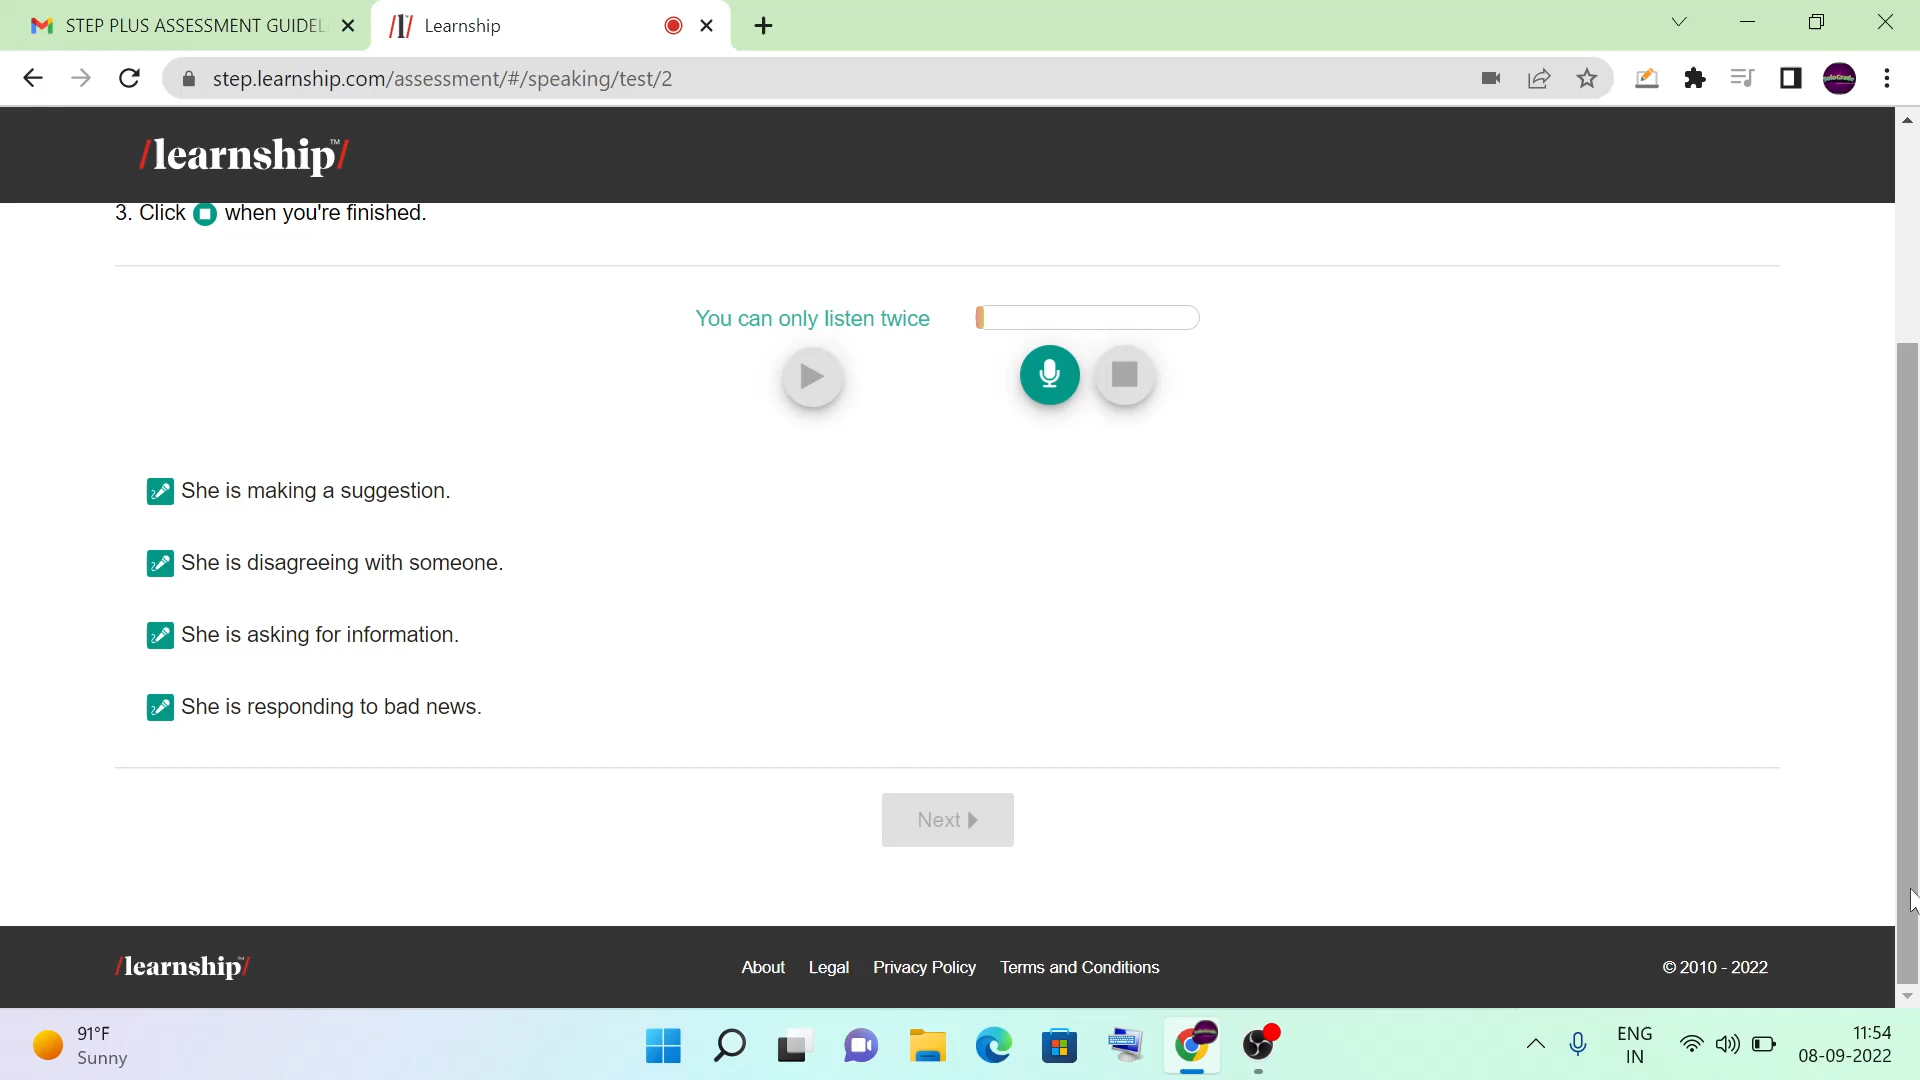 STEP PLUS ASSESSMENT GUIDEL
Learnship
step.learnship.com/assessment/#/speaking/test/2
/learnship™/
3. Click when you're finished.
You can only listen twice
She is making a suggestion.
She is disagreeing with someone.
She is asking for information.
She is responding to bad news.
Next
/learnship™/
About Legal Privacy Policy Terms and Conditions
© 2010 - 2022
91°F
Sunny
ENG
IN
11:54
08-09-2022